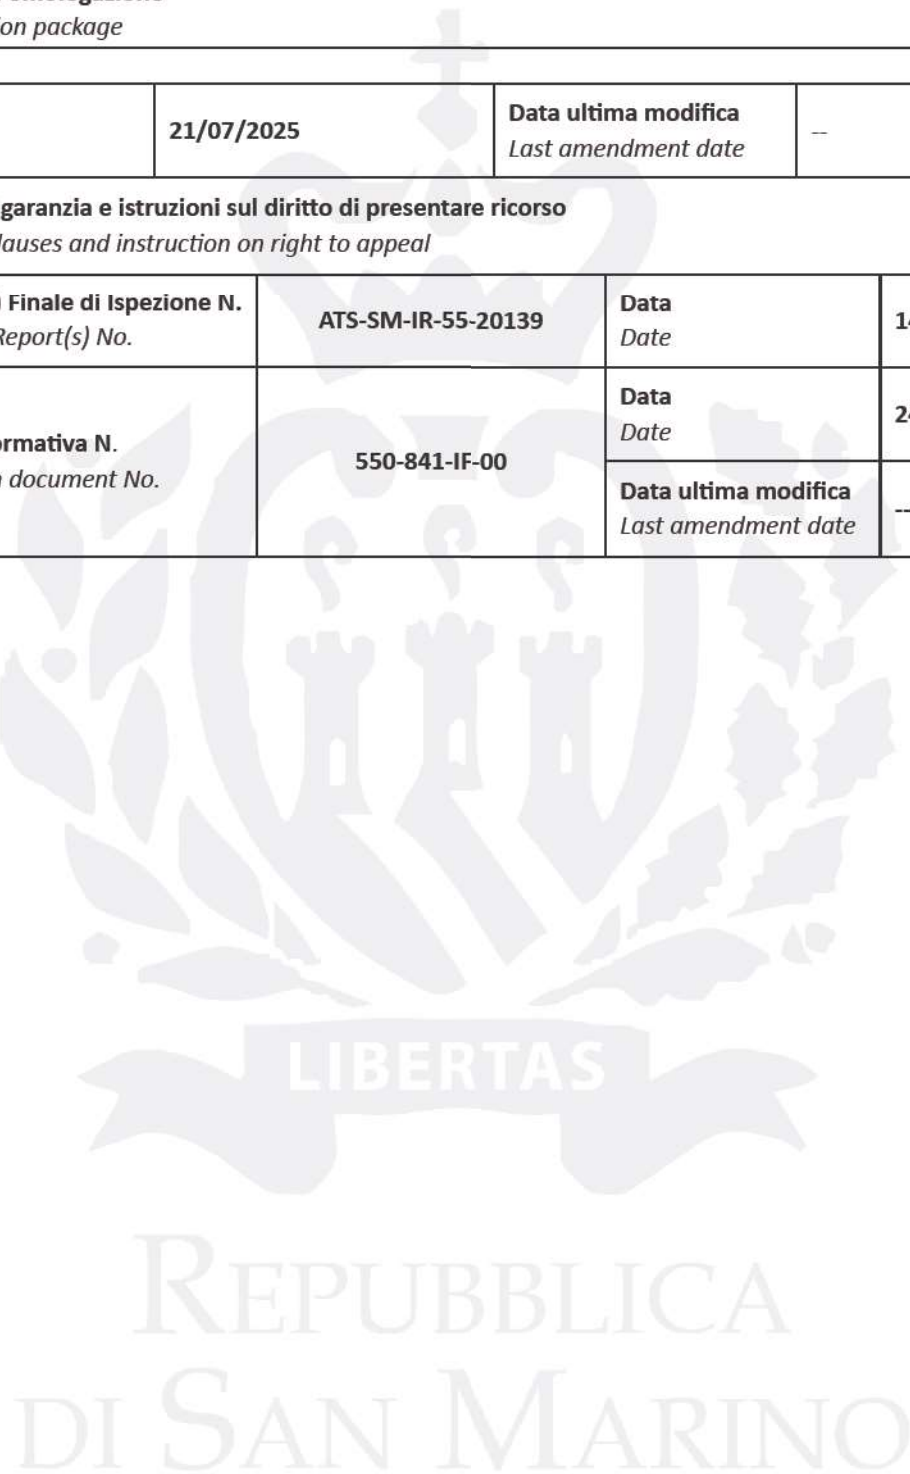 on package
21/07/2025
Data ultima modifica
--
Last amendment date
garanzia e istruzioni sul diritto di presentare ricorso
lauses and instruction on right to appeal
Finale di Ispezione N.
ATS-SM-IR-55-20139
Data
Report(s) No.
Date
Data
Date
ormativa N.
550-841-IF-00
document No.
Data ultima modifica
--
Last amendment date
LIBERTAS
REPUBBLICA
DI SAN MARINO